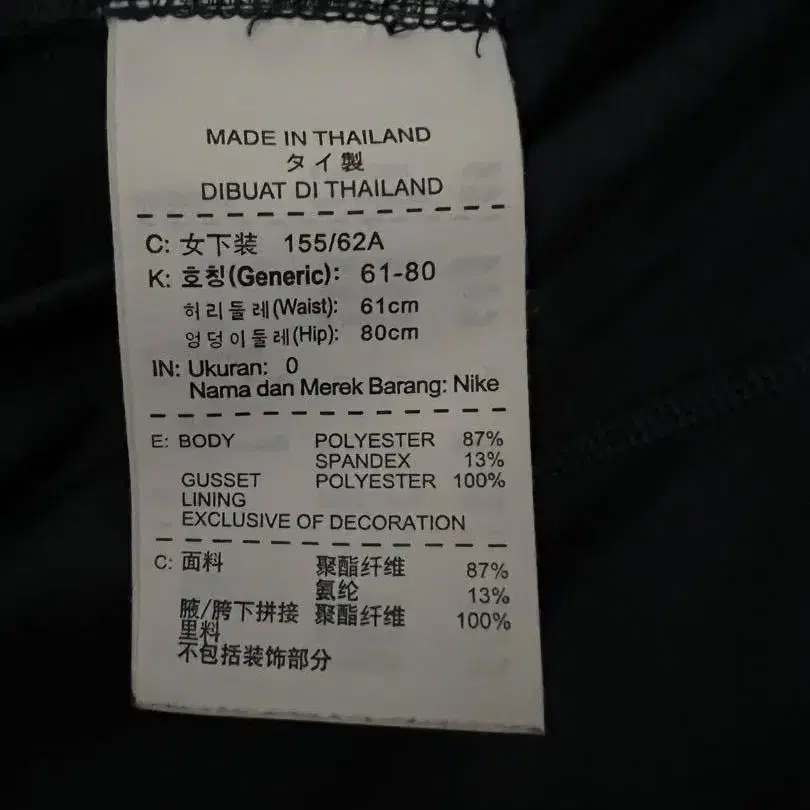 MADE IN THAILAND
タイ製
DIBUAT DI THAILAND
C: 女下装 155/62A
K: 호칭(Generic): 61-80
허리둘레(Waist): 61cm
엉덩이둘레(Hip): 80cm
IN: Ukuran: 0
Nama dan Merek Barang: Nike
E: BODY POLYESTER 87%
SPANDEX 13%
GUSSET POLYESTER 100%
LINING
EXCLUSIVE OF DECORATION
C: 面料 聚酯纤维 87%
氨纶 13%
腋/胯下拼接 聚酯纤维 100%
里料
不包括装饰部分